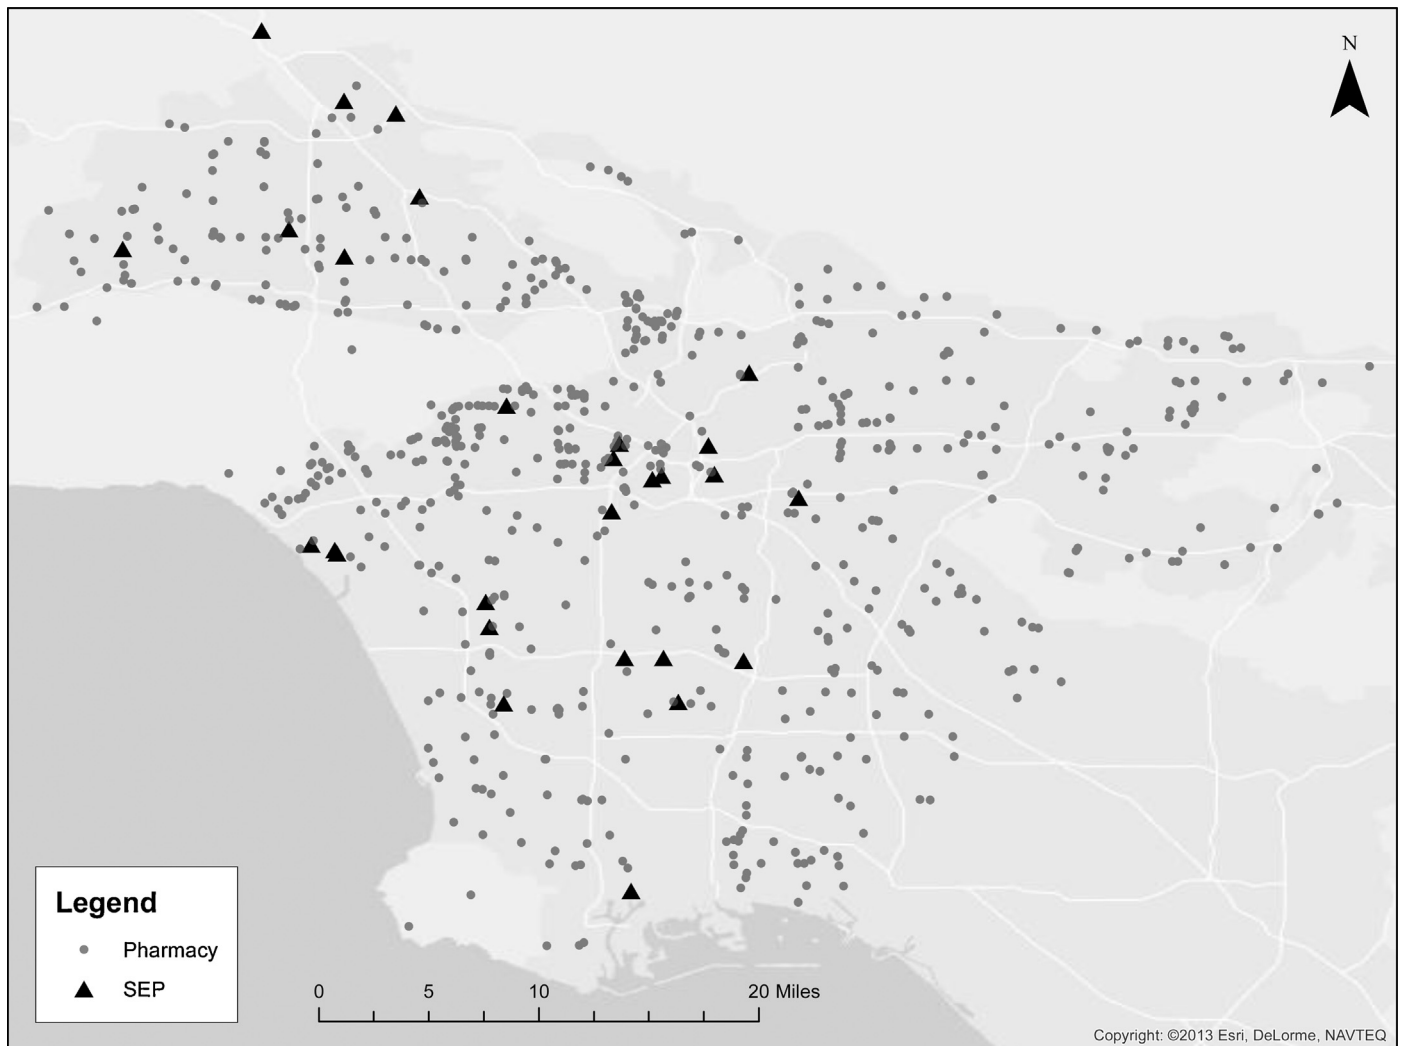 N
Legend
Pharmacy
SEP
0 5 10 20 Miles
Copyright: ©2013 Esri, DeLorme, NAVTEQ